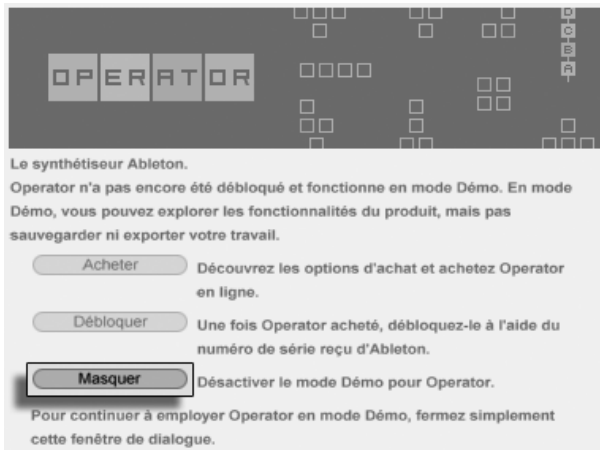 OPERATOR
D
C
B
A
Le synthétiseur Ableton.
Operator n'a pas encore été débloqué et fonctionne en mode Démo. En mode
Démo, vous pouvez explorer les fonctionnalités du produit, mais pas
sauvegarder ni exporter votre travail.
Acheter
Découvrez les options d'achat et achetez Operator
en ligne.
Débloquer
Une fois Operator acheté, débloquez-le à l'aide du
numéro de série reçu d'Ableton.
Masquer
Désactiver le mode Démo pour Operator.
Pour continuer à employer Operator en mode Démo, fermez simplement
cette fenêtre de dialogue.